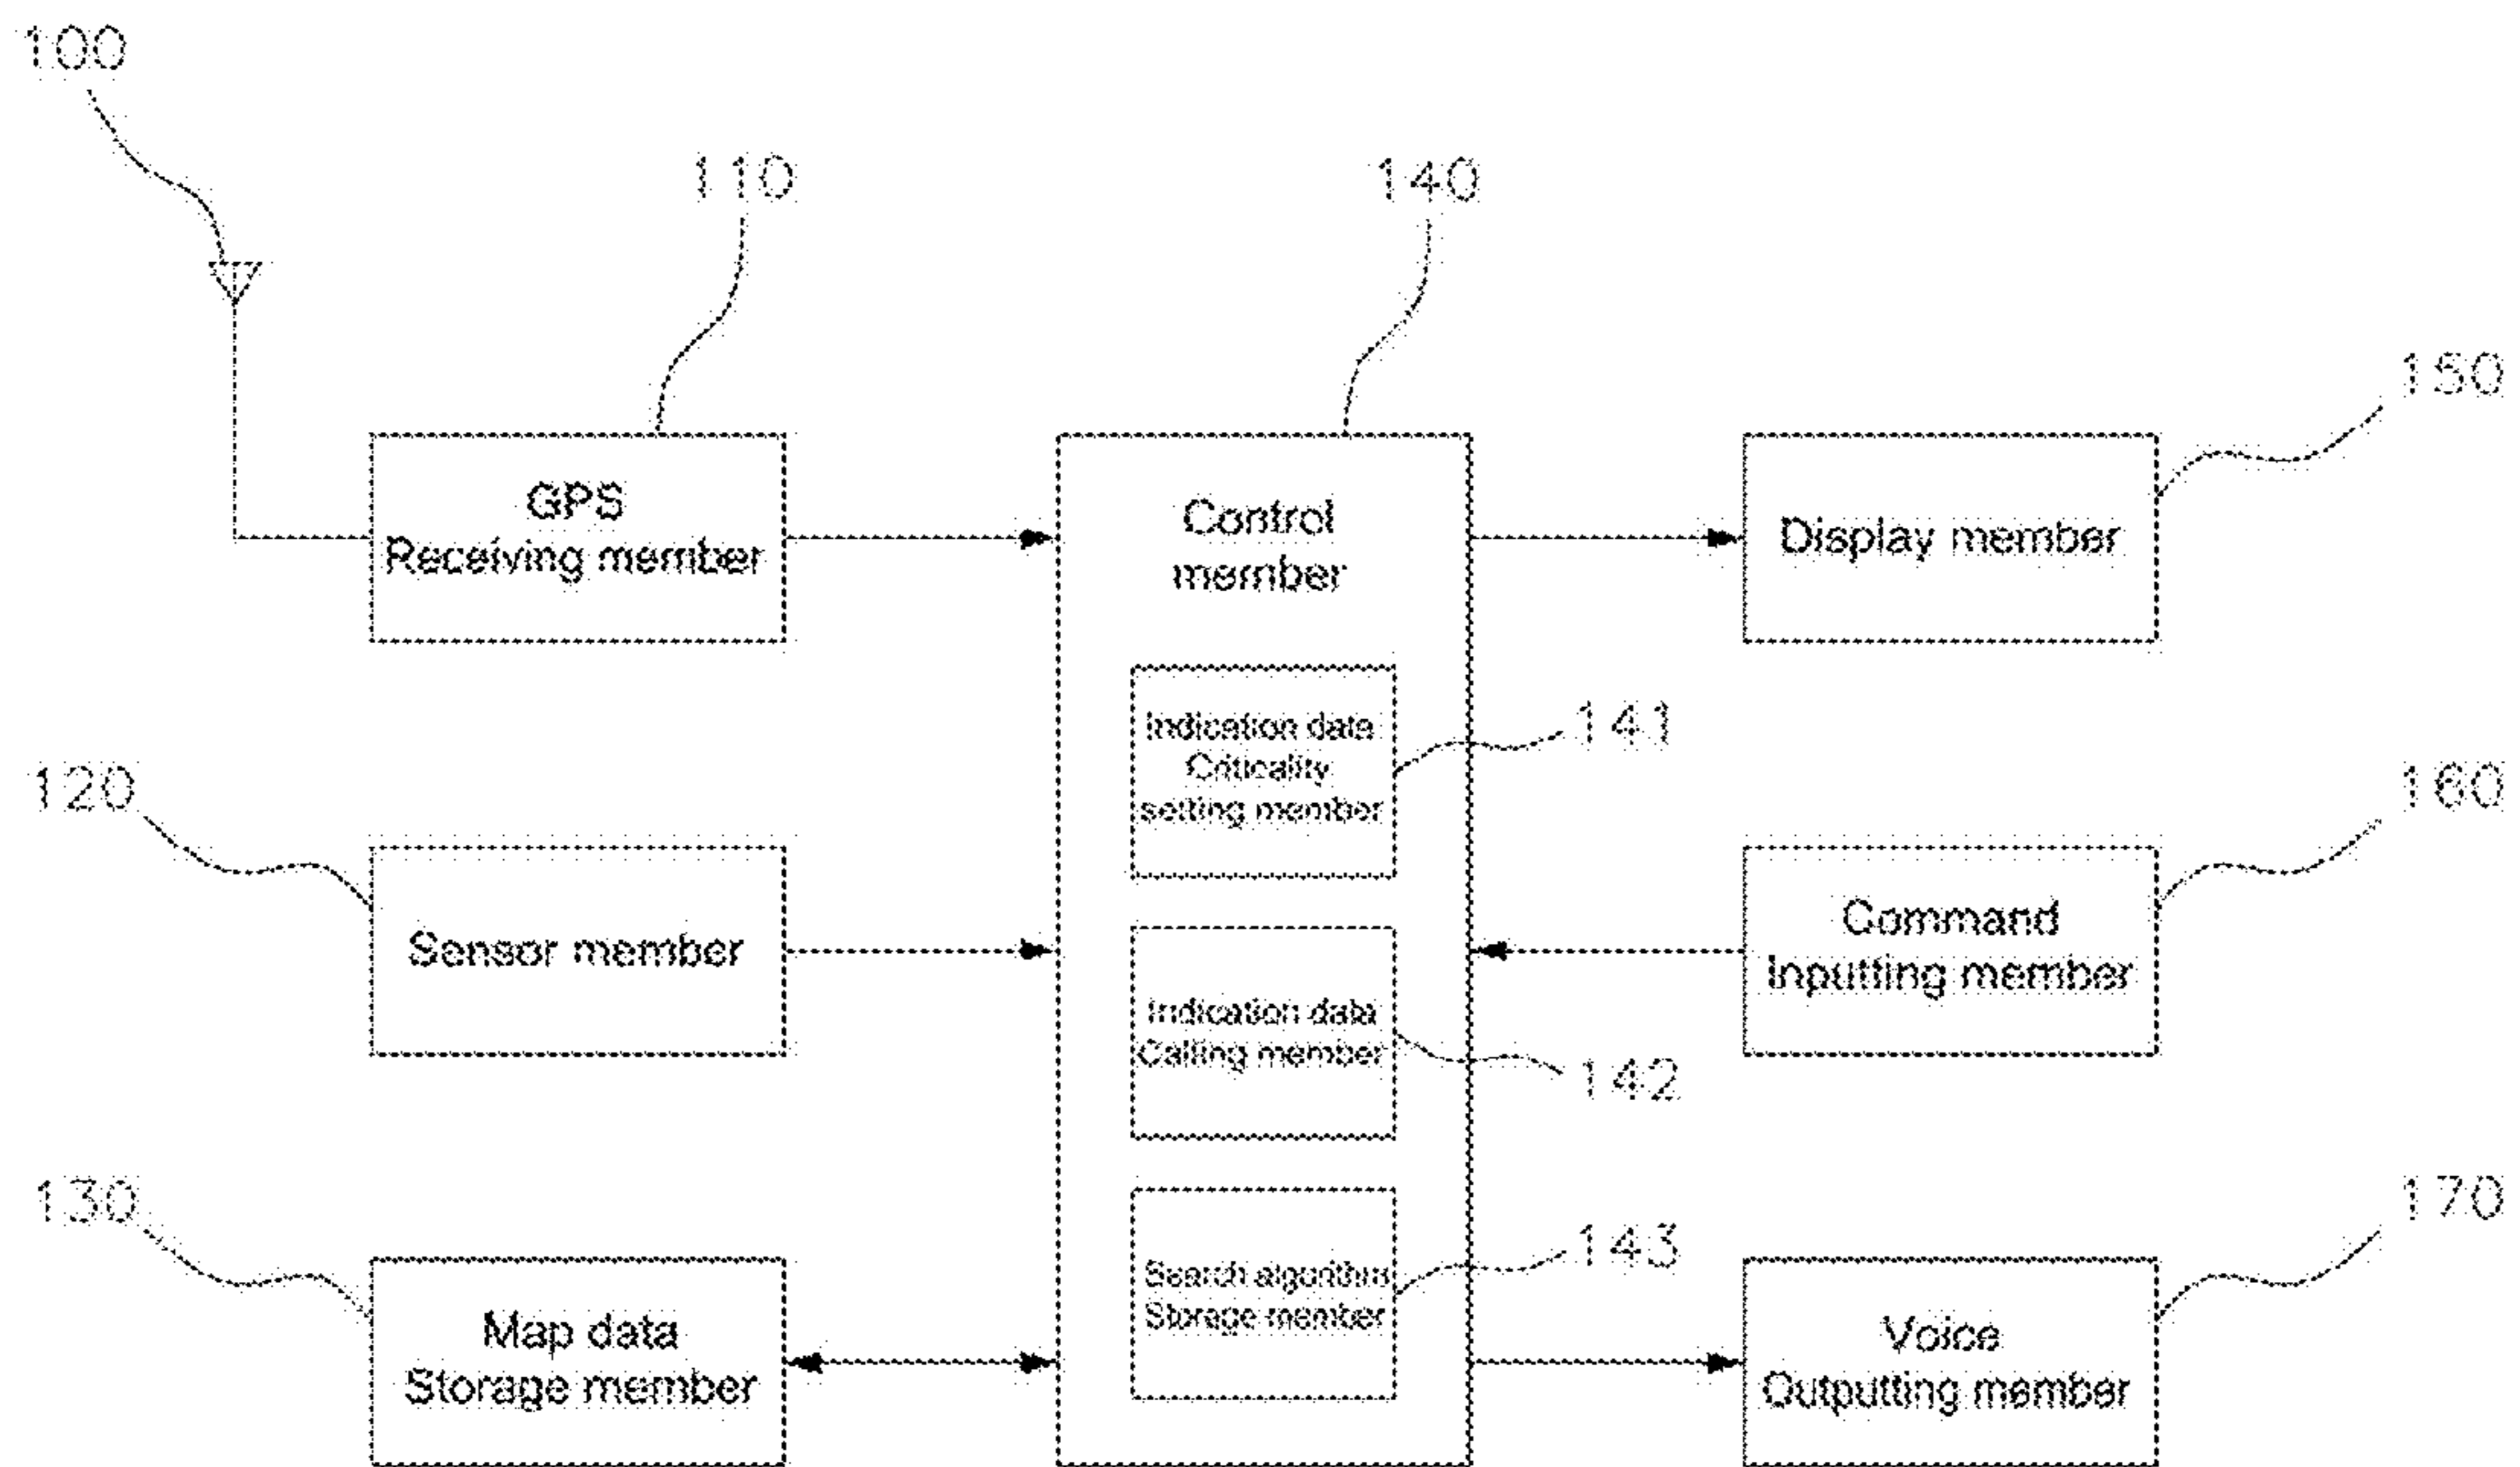 100
110
140
150
GPS
Receiving member
Control
member
Display member
Indication date
Criticality
setting member
141
120
160
Sensor member
Command
Inputting member
Indication data
Calling member
142
130
170
143
Search algorithm
Storage member
Map data
Storage member
Voice
Outputting member